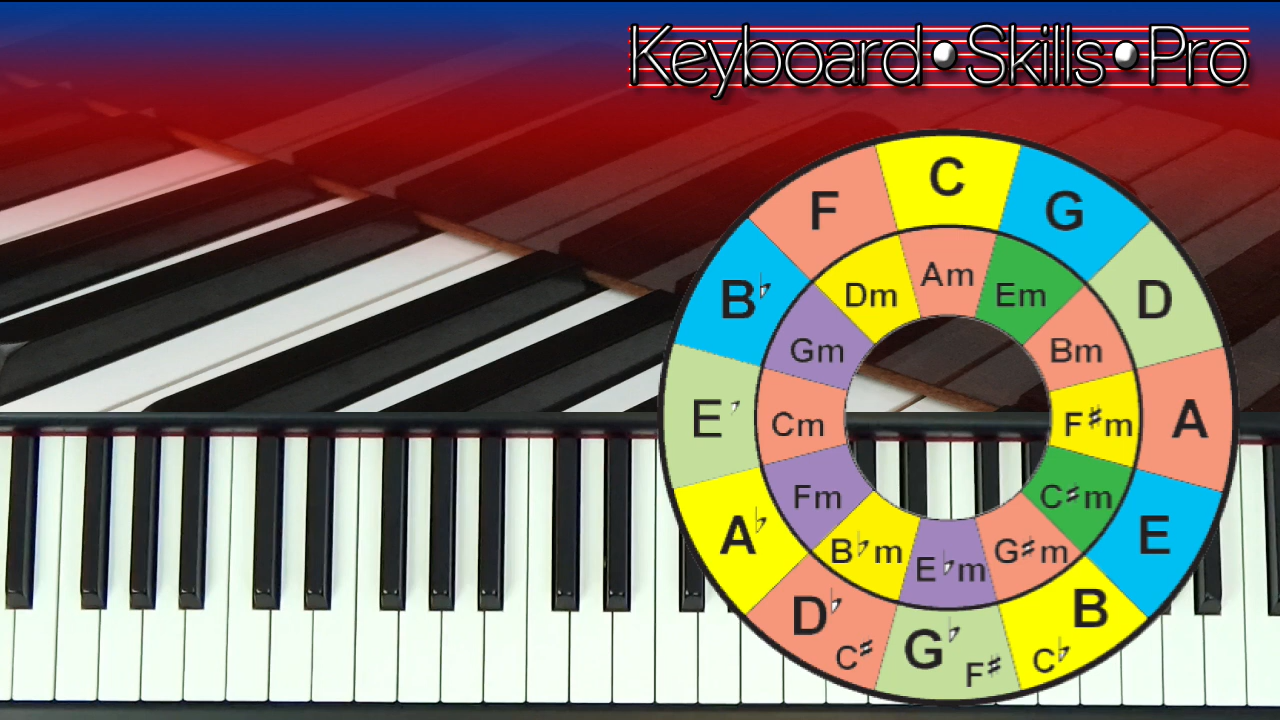 Keyboard•Skills•Pro
C
G
D
A
E
B
C♭
G♭
F♯
D♭
C♯
A♭
E♭
B♭
F
Am
Em
Bm
F♯m
C♯m
G♯m
E♭m
B♭m
Fm
Cm
Gm
Dm